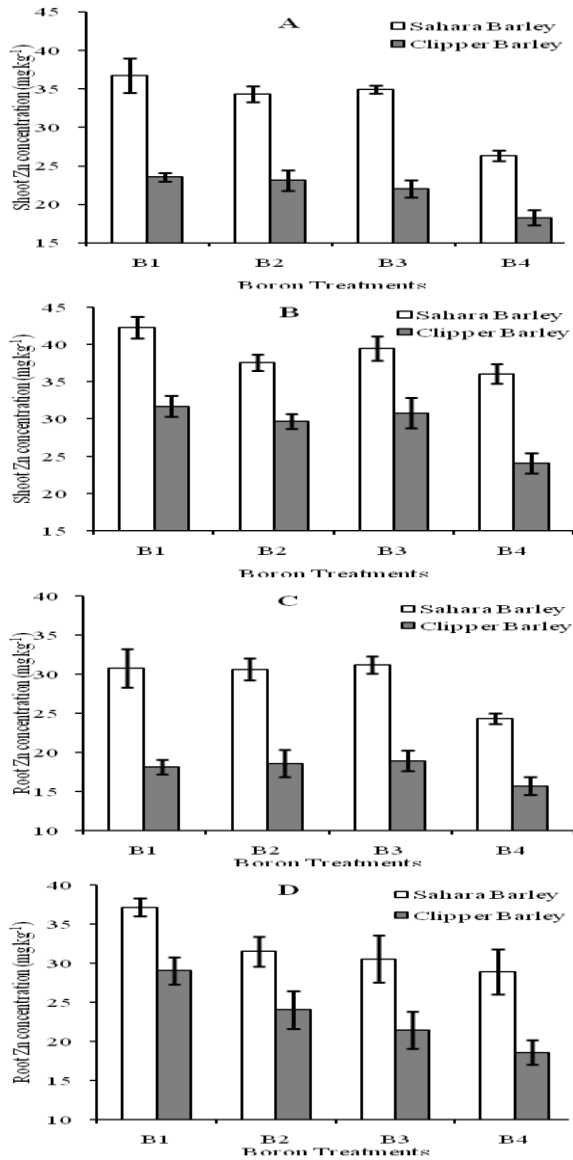 A
Sahara Barley
Clipper Barley
Shoot Zn concentration (mg kg-1)
45
40
35
30
25
20
15
B1 B2 B3 B4
Boron Treatments
B
Sahara Barley
Clipper Barley
Shoot Zn concentration (mg kg-1)
45
40
35
30
25
20
15
B1 B2 B3 B4
Boron Treatments
C
Sahara Barley
Clipper Barley
Root Zn concentration (mg kg-1)
40
35
30
25
20
15
10
B1 B2 B3 B4
Boron Treatments
D
Sahara Barley
Clipper Barley
Root Zn concentration (mg kg-1)
40
35
30
25
20
15
10
B1 B2 B3 B4
Boron Treatments